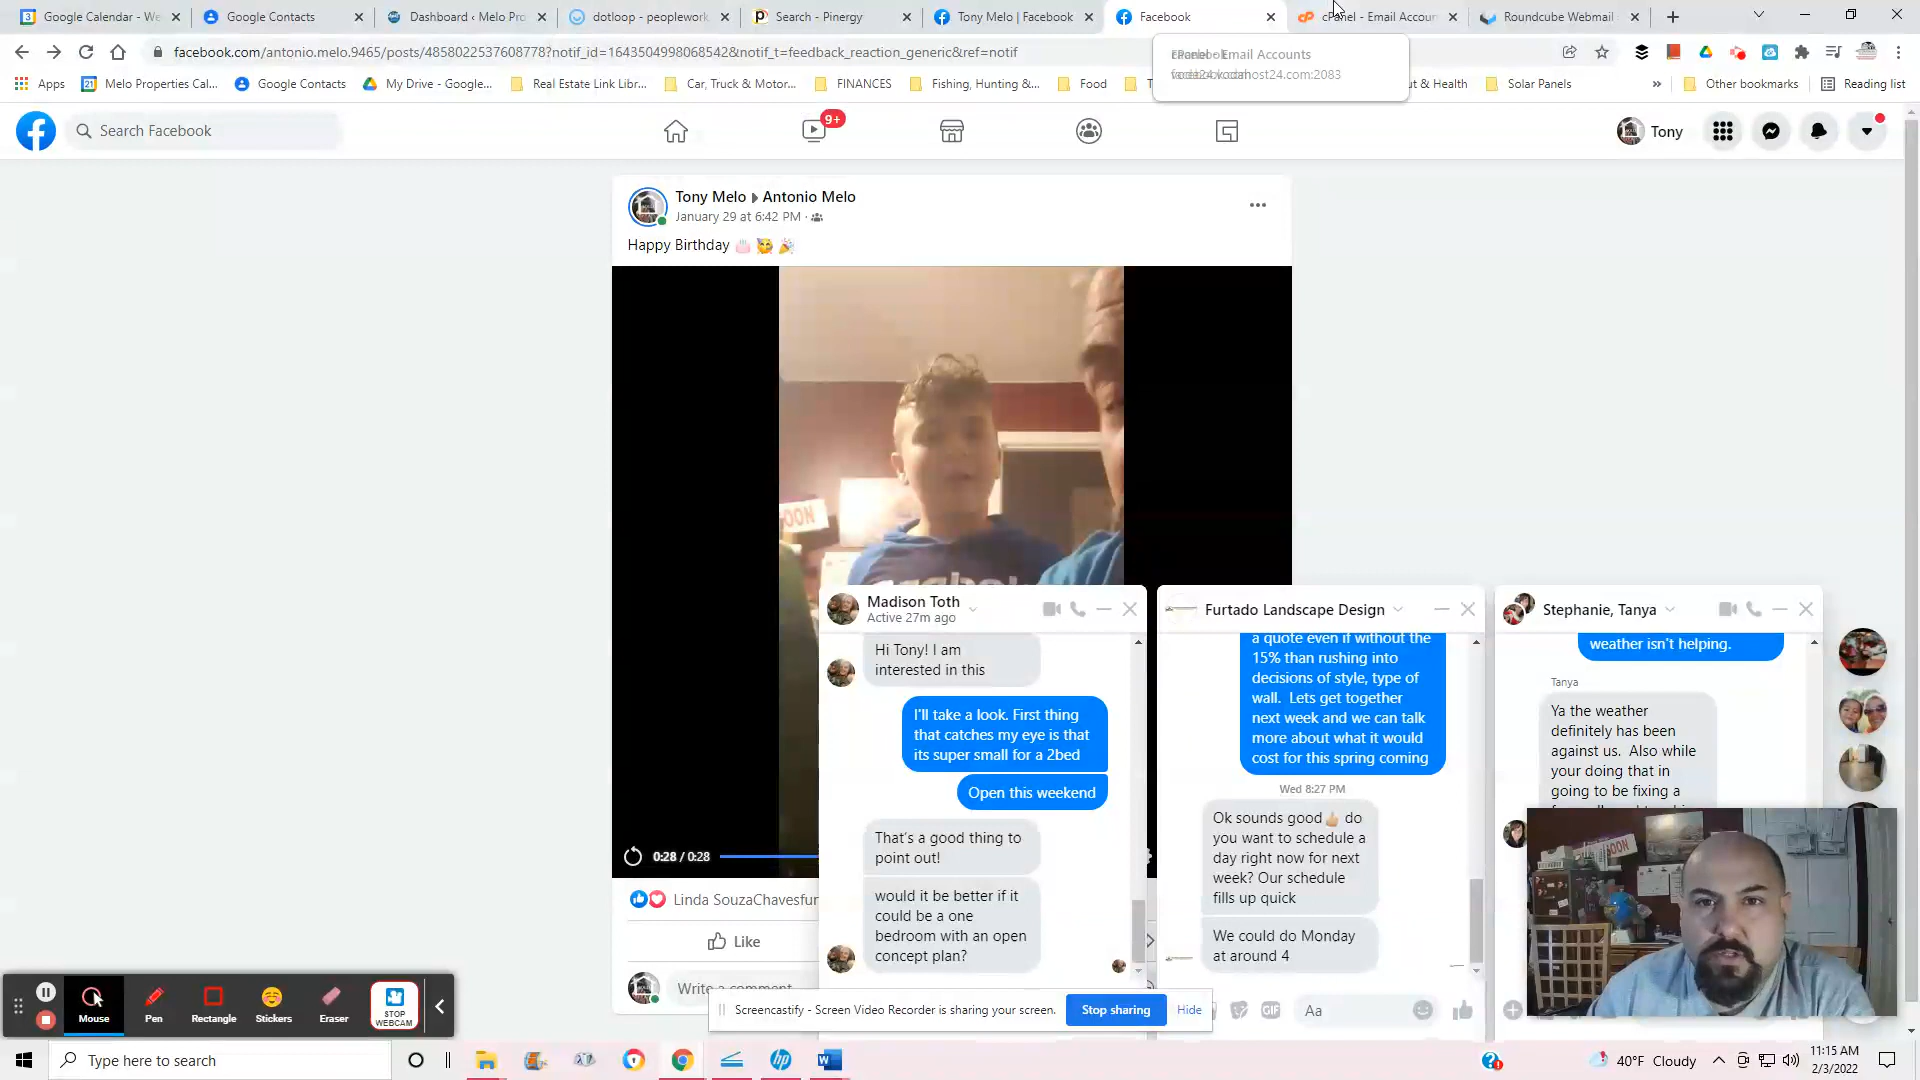 Google Calendar - We
Google Contacts
Dashboard ‹ Melo Pro
dotloop - peoplework
Search - Pinergy
Tony Melo | Facebook
Facebook
cPanel - Email Accoun
Roundcube Webmail
facebook.com/antonio.melo.9465/posts/4858022537608778?notif_id=1643504998068542&notif_t=feedback_reaction_generic&ref=notif
Email Accounts
Apps
Melo Properties Cal...
Google Contacts
My Drive - Google...
Real Estate Link Libr...
Car, Truck & Motor...
FINANCES
Fishing, Hunting &...
Food
ut & Health
Solar Panels
»
Other bookmarks
Reading list
Search Facebook
9+
Tony
Tony Melo ▸ Antonio Melo
January 29 at 6:42 PM ·
Happy Birthday 🎂 🥳 🎉
OON
0:28 / 0:28
Linda SouzaChavesfur
Like
Write a comment
Madison Toth
Active 27m ago
Hi Tony! I am
interested in this
I'll take a look. First thing
that catches my eye is that
its super small for a 2bed
Open this weekend
That's a good thing to
point out!
would it be better if it
could be a one
bedroom with an open
concept plan?
Furtado Landscape Design
a quote even if without the
15% than rushing into
decisions of style, type of
wall. Lets get together
next week and we can talk
more about what it would
cost for this spring coming
Wed 8:27 PM
Ok sounds good👍 do
you want to schedule a
day right now for next
week? Our schedule
fills up quick
We could do Monday
at around 4
GIF
Aa
Stephanie, Tanya
weather isn't helping.
Tanya
Ya the weather
definitely has been
against us. Also while
your doing that in
going to be fixing a
SOON
Mouse
Pen
Rectangle
Stickers
Eraser
STOP
WEBCAM
Screencastify - Screen Video Recorder is sharing your screen.
Stop sharing
Hide
Type here to search
40°F Cloudy
11:15 AM
2/3/2022